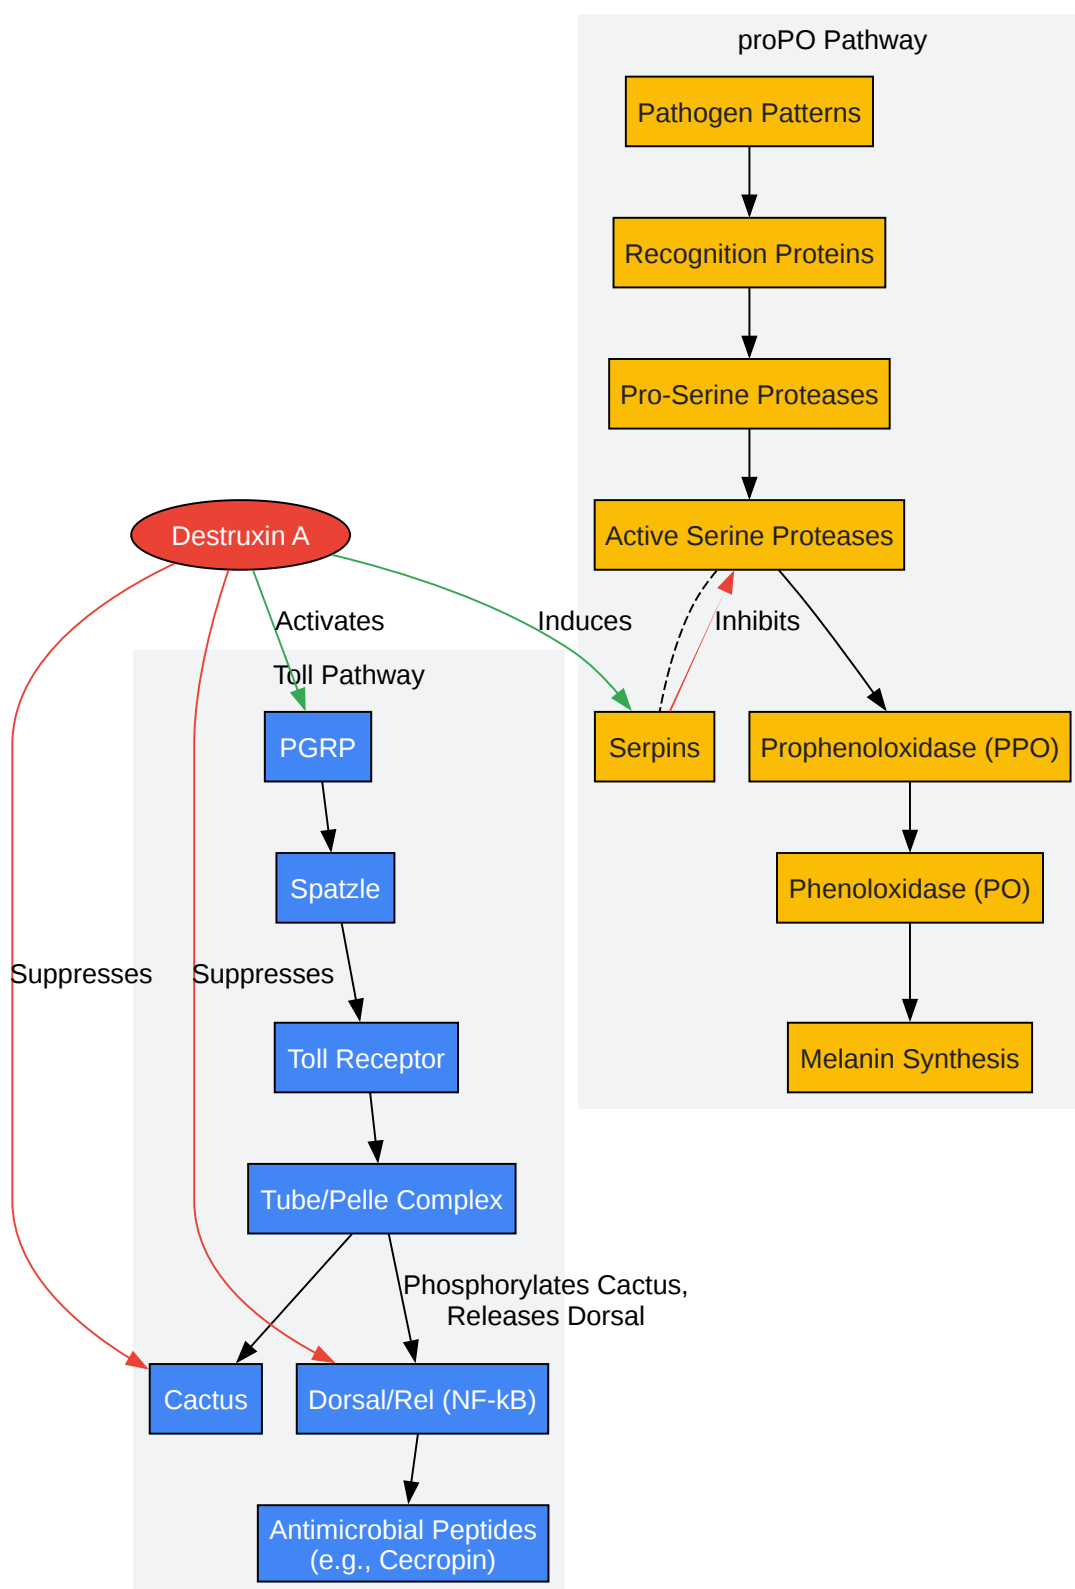 proPO Pathway
Pathogen Patterns
Recognition Proteins
Pro-Serine Proteases
Destruxin A
Active Serine Proteases
Activates
Induces
Inhibits
Toll Pathway
PGRP
Serpins
Prophenoloxidase (PPO)
Spatzle
Phenoloxidase (PO)
Suppresses
Suppresses
Toll Receptor
Melanin Synthesis
Tube/Pelle Complex
Phosphorylates Cactus,
Releases Dorsal
Cactus
Dorsal/Rel (NF-kB)
Antimicrobial Peptides
(e.g., Cecropin)